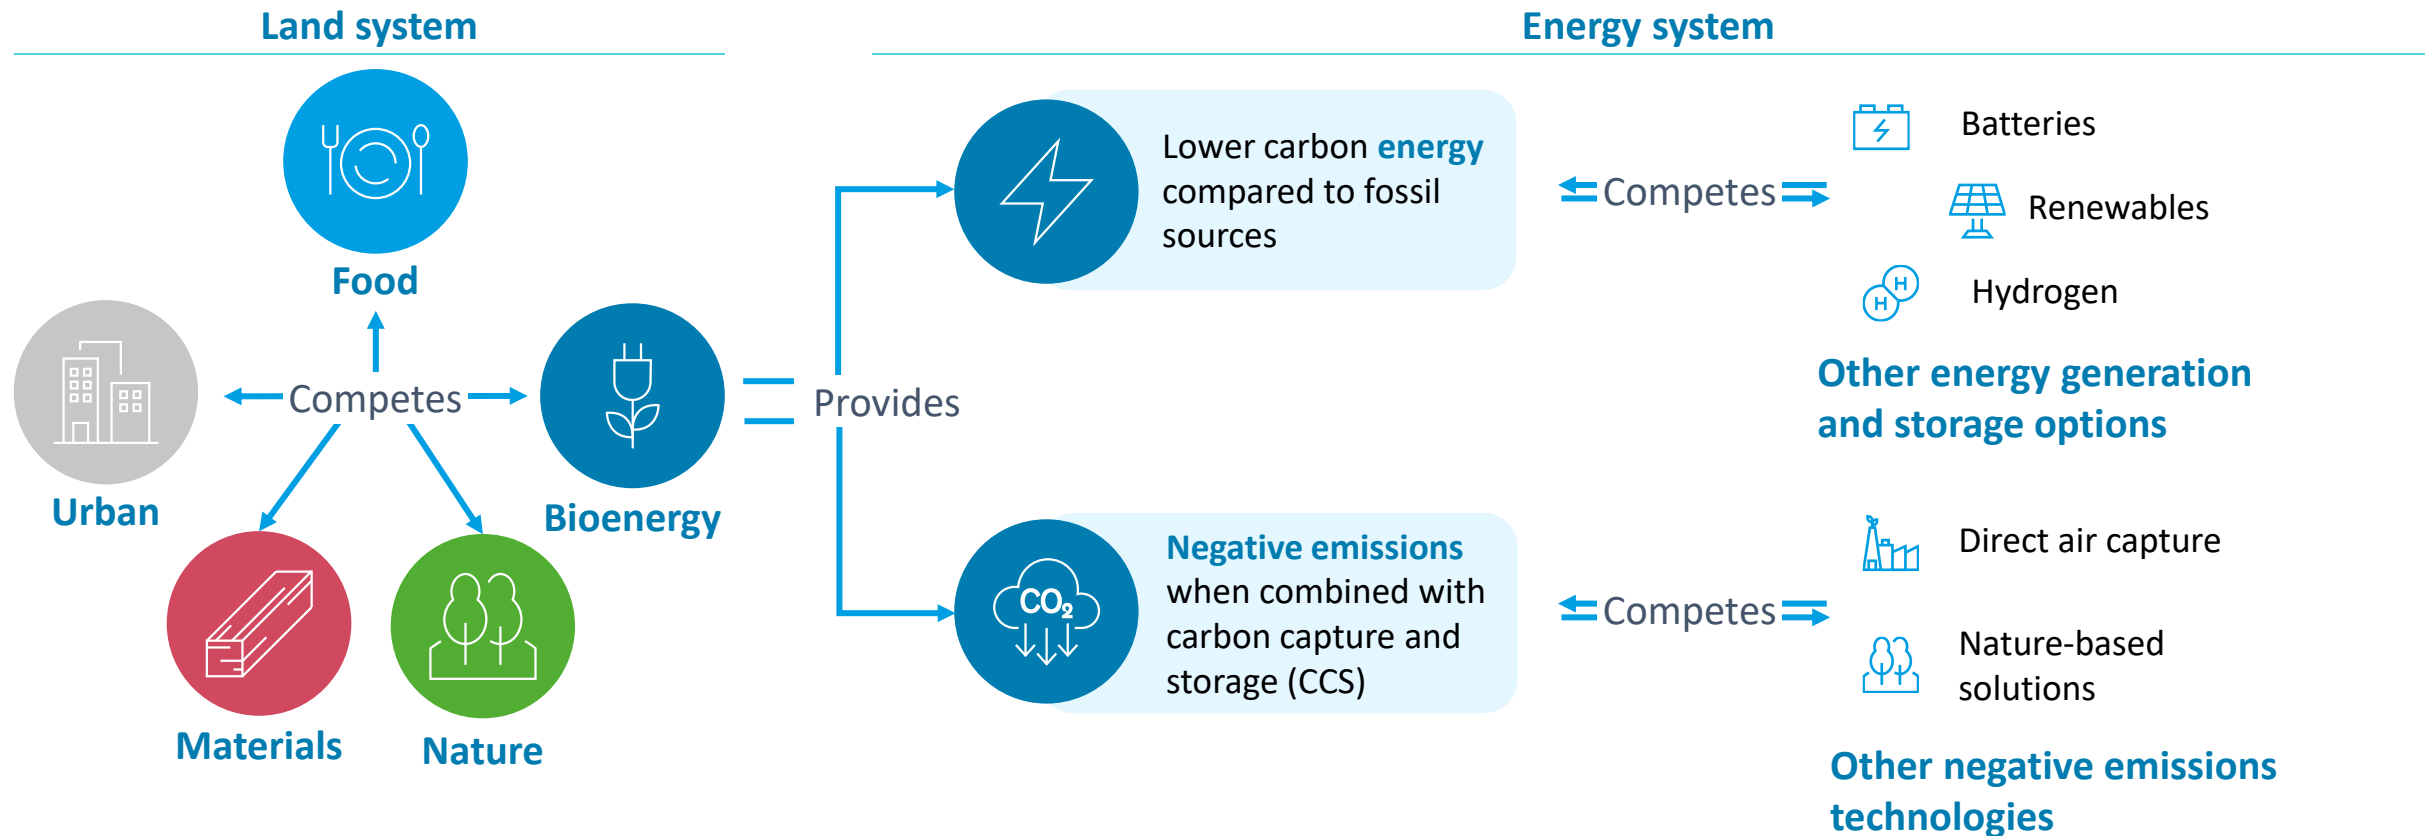 Land system
Energy system
Food
Urban
Competes
Bioenergy
Materials
Nature
Provides
Lower carbon energy
compared to fossil
sources
Competes
Batteries
Renewables
H H
Hydrogen
Other energy generation
and storage options
CO₂
Negative emissions
when combined with
carbon capture and
storage (CCS)
Competes
Direct air capture
Nature-based
solutions
Other negative emissions
technologies